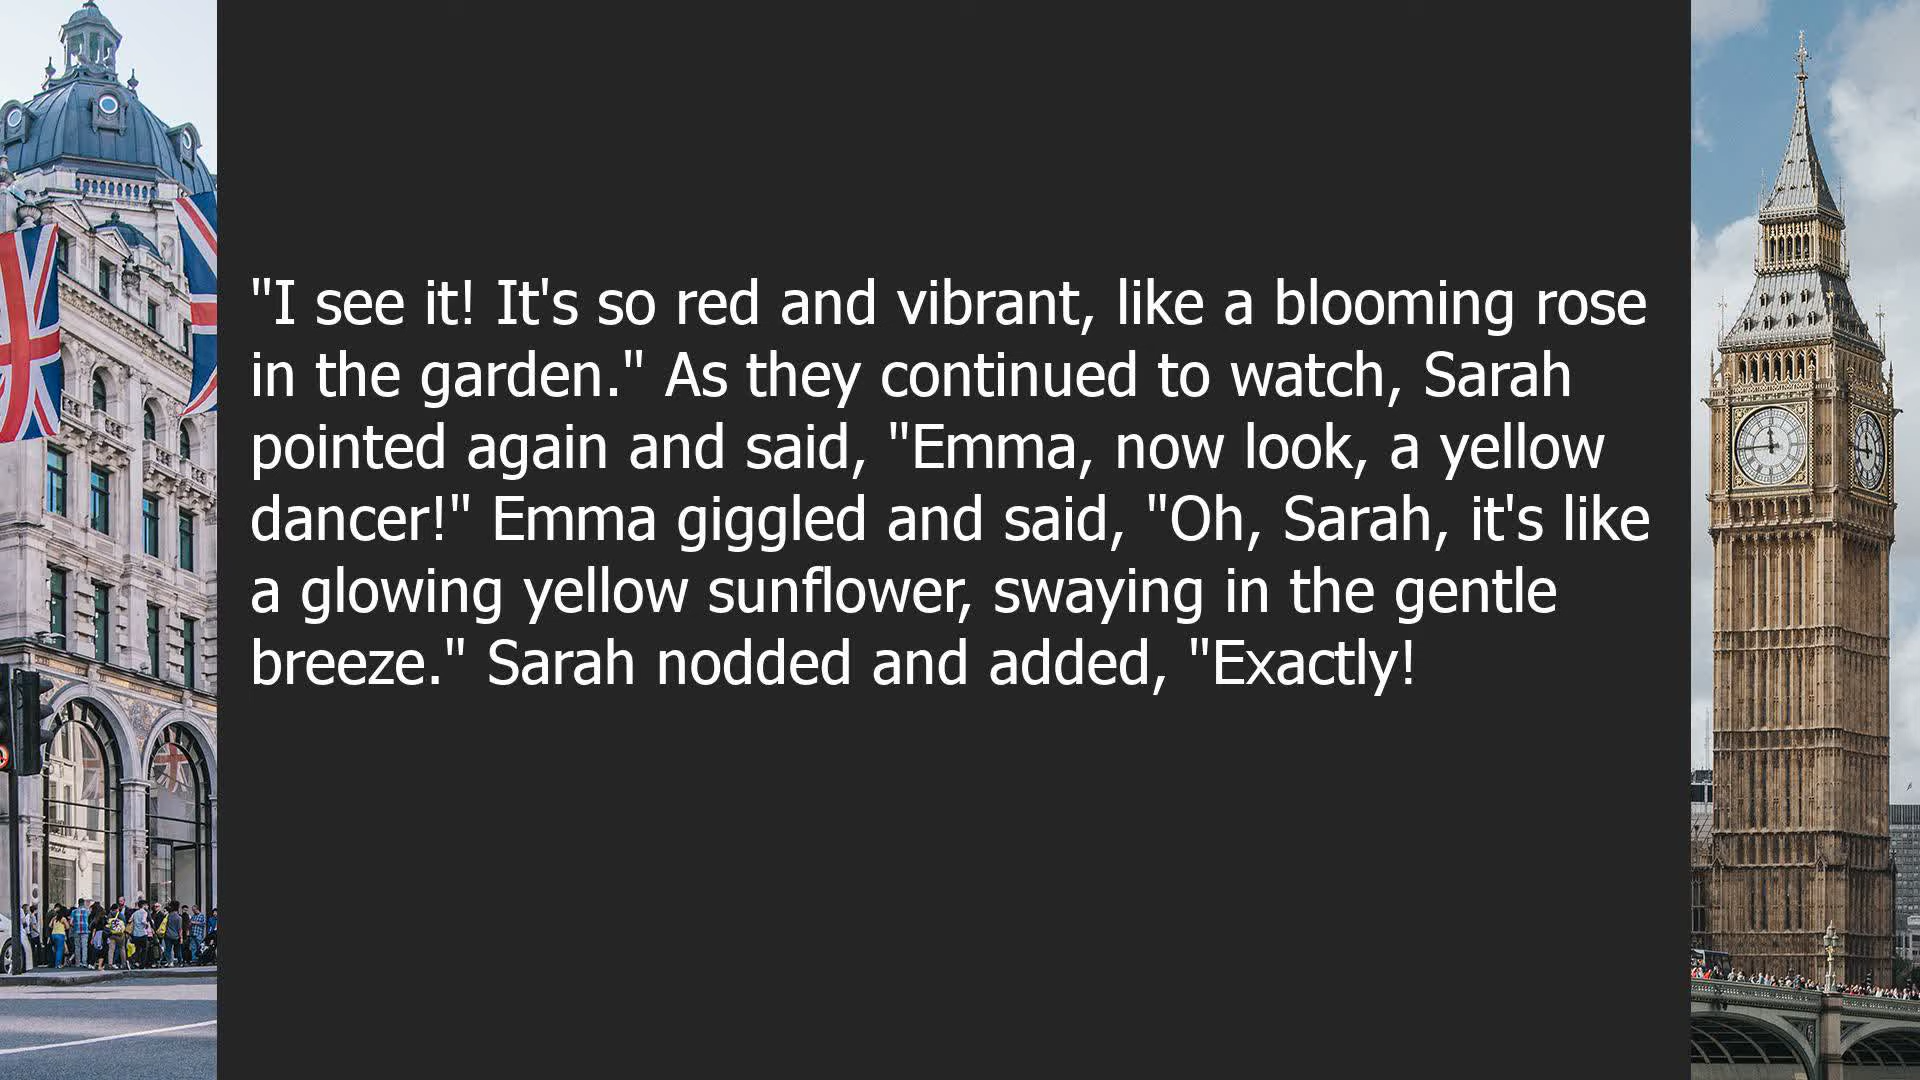 "I see it! It's so red and vibrant, like a blooming rose
in the garden." As they continued to watch, Sarah
pointed again and said, "Emma, now look, a yellow
dancer!" Emma giggled and said, "Oh, Sarah, it's like
a glowing yellow sunflower, swaying in the gentle
breeze." Sarah nodded and added, "Exactly!